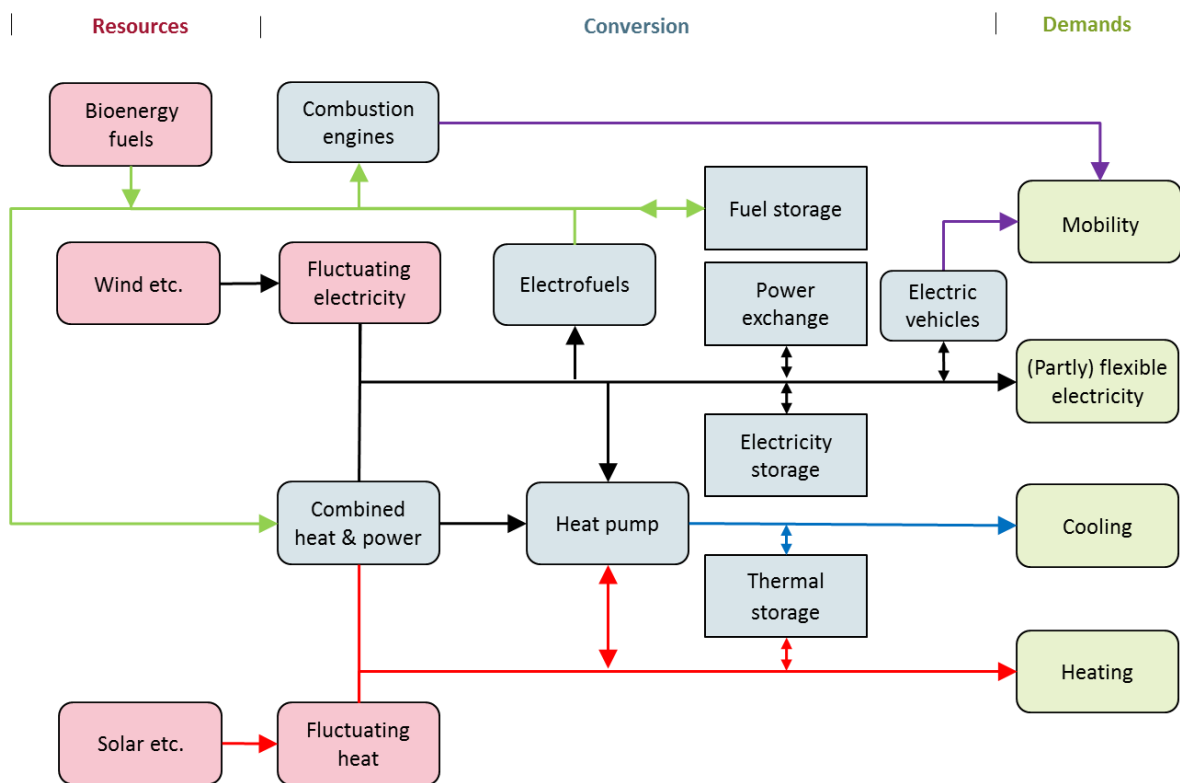 Resources
Conversion
Demands
Bioenergy
fuels
Combustion
engines
Fuel storage
Mobility
Wind etc.
Fluctuating
electricity
Electrofuels
Power
exchange
Electric
vehicles
(Partly) flexible
electricity
Electricity
storage
Combined
heat & power
Heat pump
Cooling
Thermal
storage
Heating
Solar etc.
Fluctuating
heat